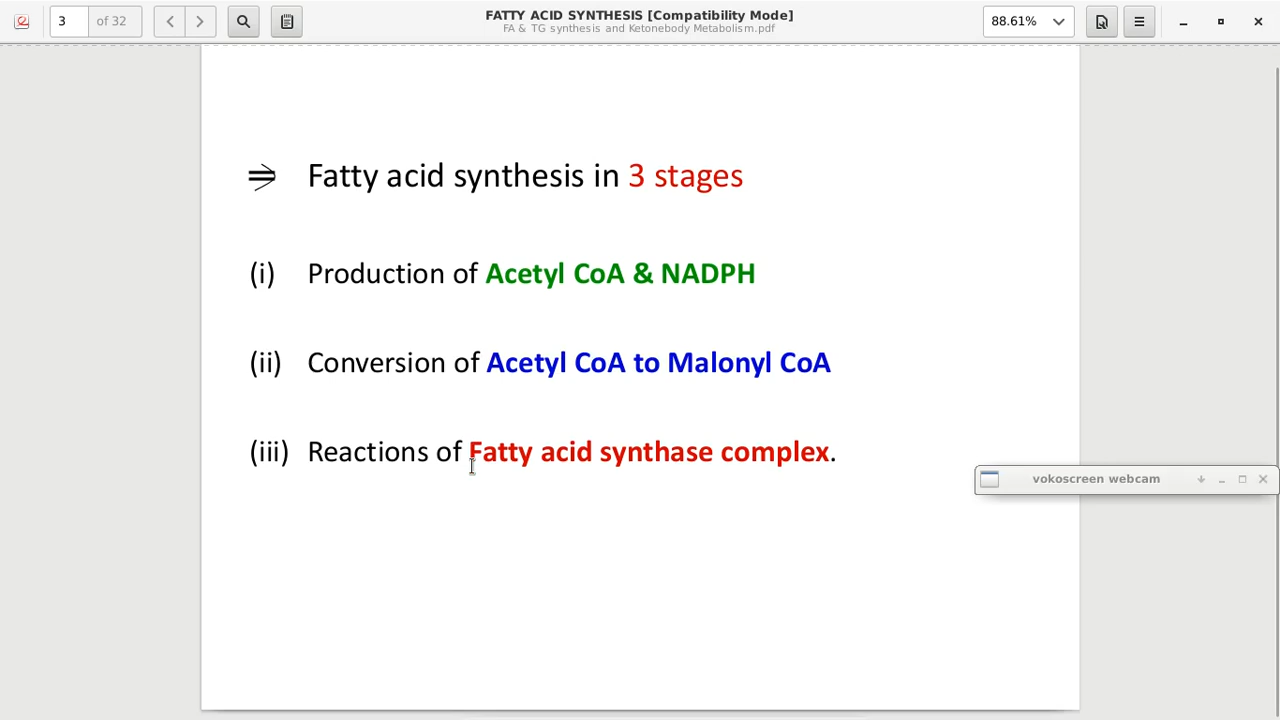 3 of 32
FATTY ACID SYNTHESIS [Compatibility Mode]
FA & TG synthesis and Ketonebody Metabolism.pdf
88.61%
⇒ Fatty acid synthesis in 3 stages
(i) Production of Acetyl CoA & NADPH
(ii) Conversion of Acetyl CoA to Malonyl CoA
(iii) Reactions of Fatty acid synthase complex.
vokoscreen webcam